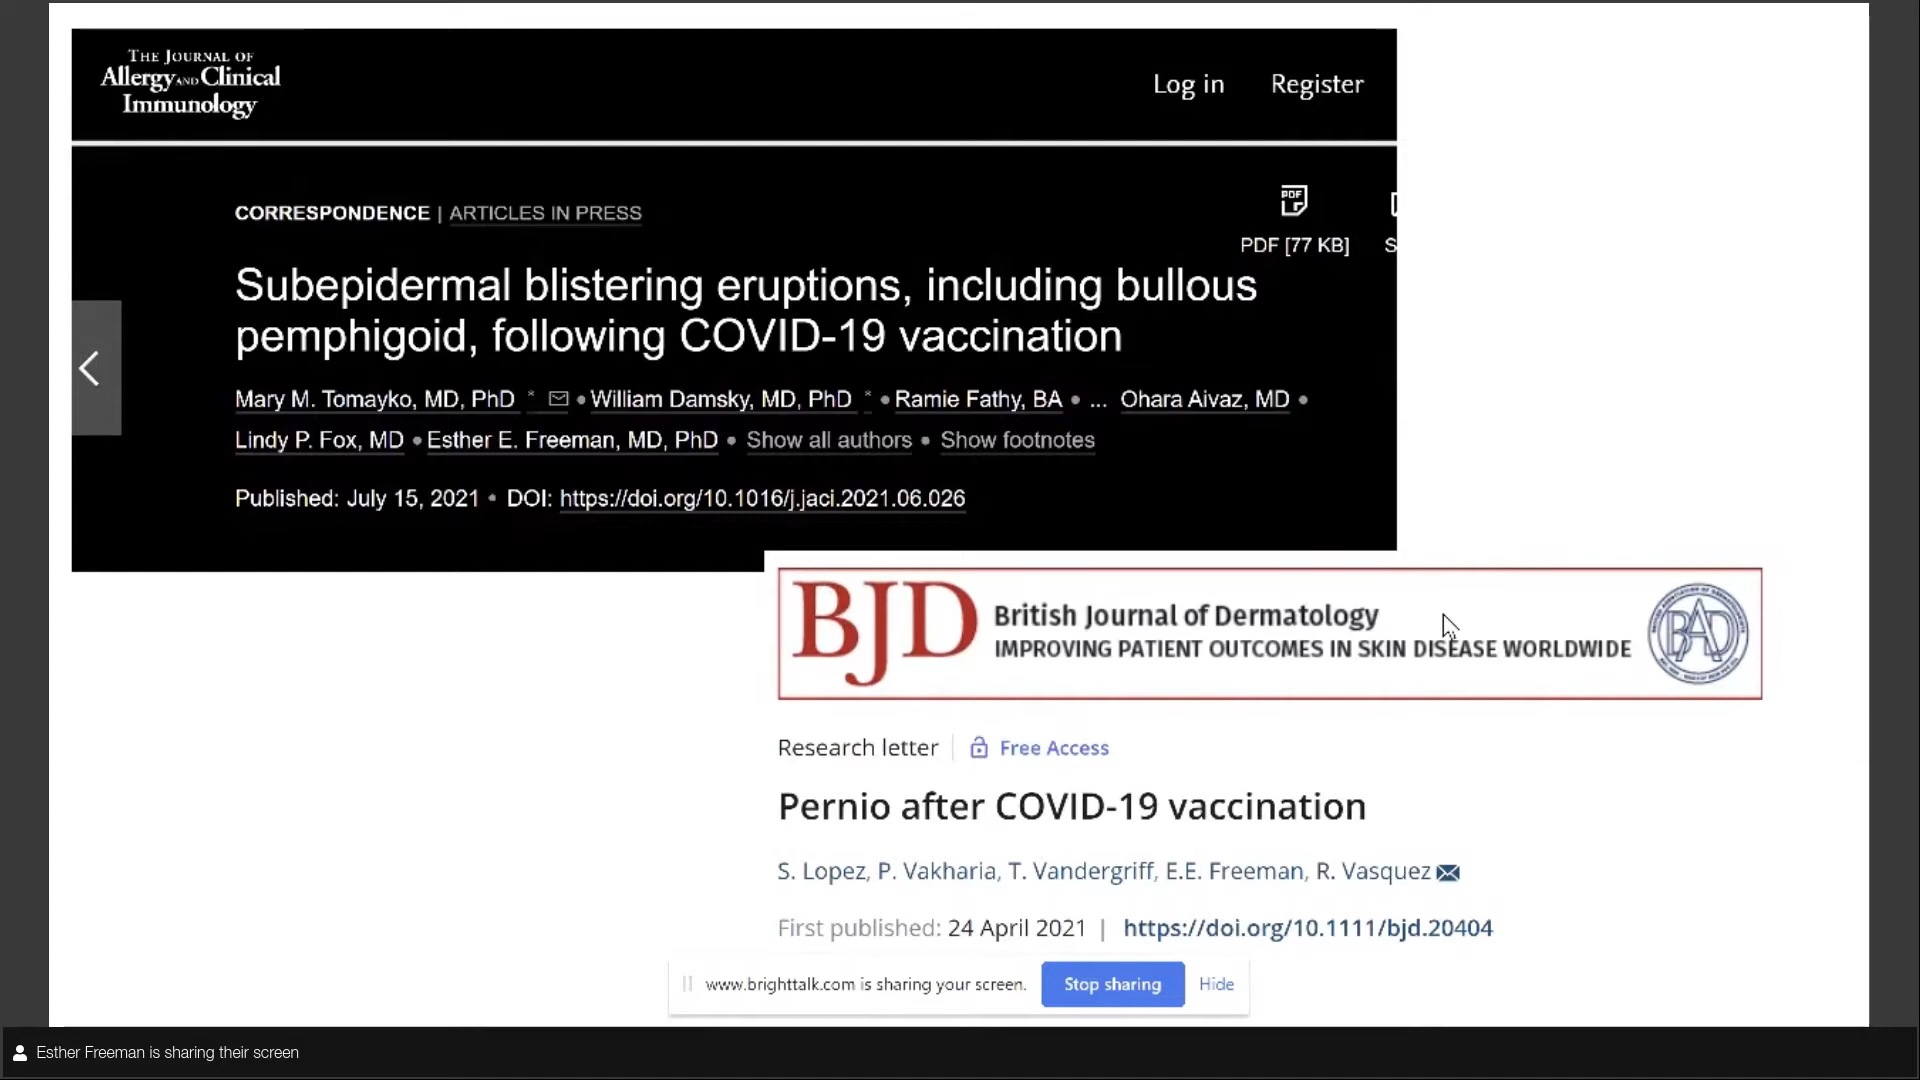 THE JOURNAL OF
Allergy AND Clinical
Immunology
Log in Register
CORRESPONDENCE | ARTICLES IN PRESS
PDF [77 KB] S
Subepidermal blistering eruptions, including bullous
pemphigoid, following COVID-19 vaccination
Mary M. Tomayko, MD, PhD * • William Damsky, MD, PhD * • Ramie Fathy, BA • ... Ohara Aivaz, MD •
Lindy P. Fox, MD • Esther E. Freeman, MD, PhD • Show all authors • Show footnotes
Published: July 15, 2021 • DOI: https://doi.org/10.1016/j.jaci.2021.06.026
BJD
British Journal of Dermatology
IMPROVING PATIENT OUTCOMES IN SKIN DISEASE WORLDWIDE
BAD
Research letter Free Access
Pernio after COVID-19 vaccination
S. Lopez, P. Vakharia, T. Vandergriff, E.E. Freeman, R. Vasquez
First published: 24 April 2021 | https://doi.org/10.1111/bjd.20404
www.brighttalk.com is sharing your screen. Stop sharing Hide
Esther Freeman is sharing their screen